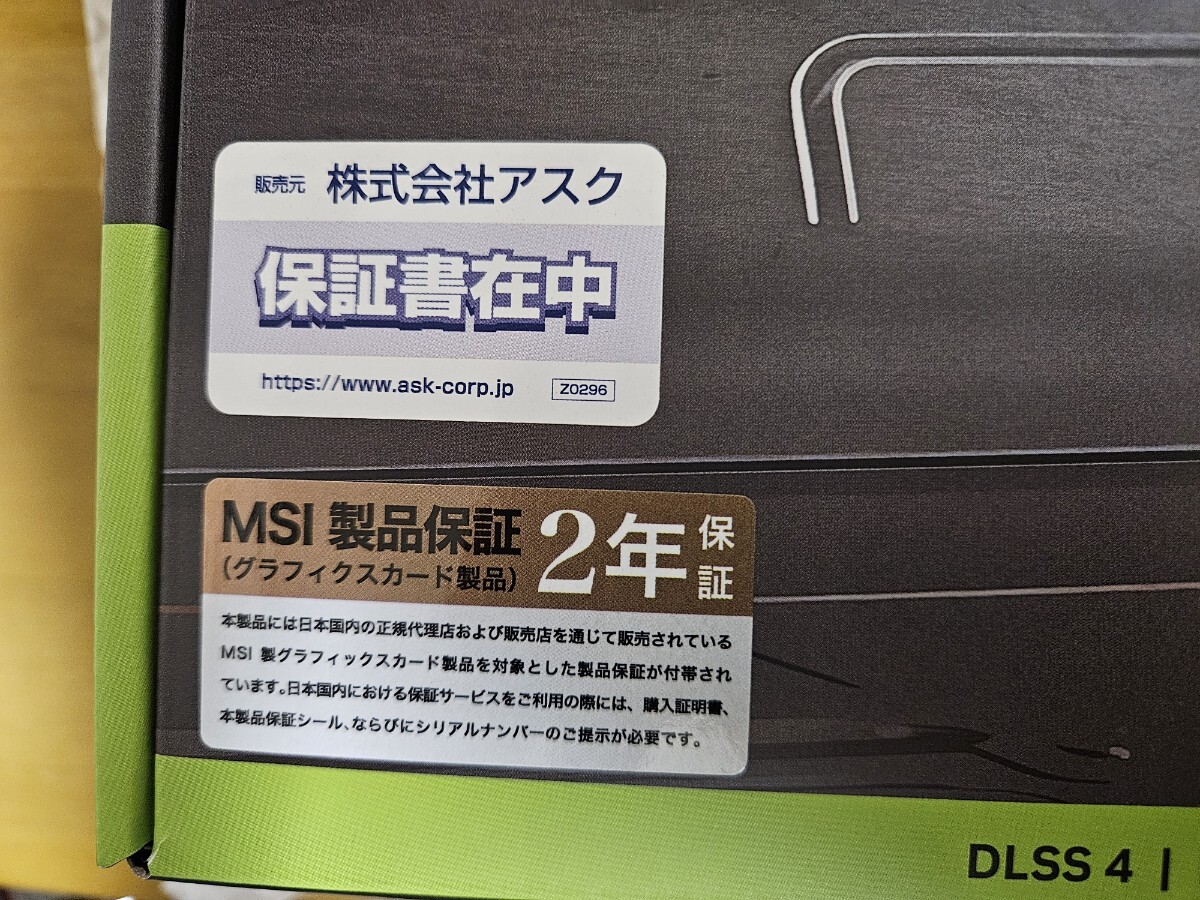 販売元 株式会社アスク
保証書在中
https://www.ask-corp.jp Z0296
MSI 製品保証
(グラフィクスカード製品)
2年保証
本製品には日本国内の正規代理店および販売店を通じて販売されている
MSI 製グラフィックスカード製品を対象とした製品保証が付帯され
ています。日本国内における保証サービスをご利用の際には、購入証明書、
本製品保証シール、ならびにシリアルナンバーのご提示が必要です。
DLSS 4 |